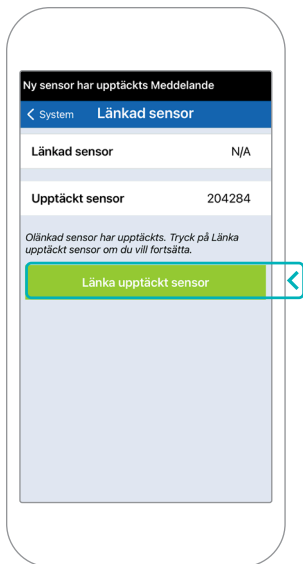 Ny sensor har upptäckts Meddelande
System Länkad sensor
Länkad sensor N/A
Upptäckt sensor 204284
Olänkad sensor har upptäckts. Tryck på Länka
upptäckt sensor om du vill fortsätta.
Länka upptäckt sensor